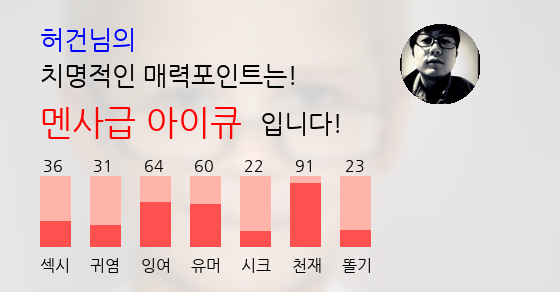 허건님의
치명적인 매력포인트는!
멘사급 아이큐 입니다!
36 31 64 60 22 91 23
섹시 귀염 잉여 유머 시크 천재 똘기